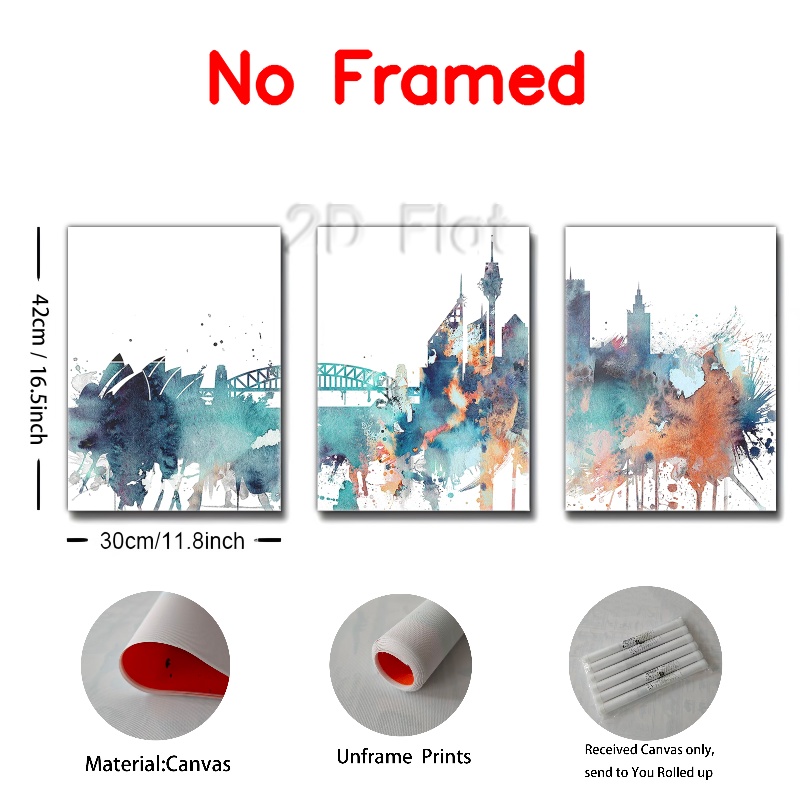 No Framed
2D Flat
42cm / 16.5inch
30cm/11.8inch
Material:Canvas
Unframe Prints
Received Canvas only,
send to You Rolled up